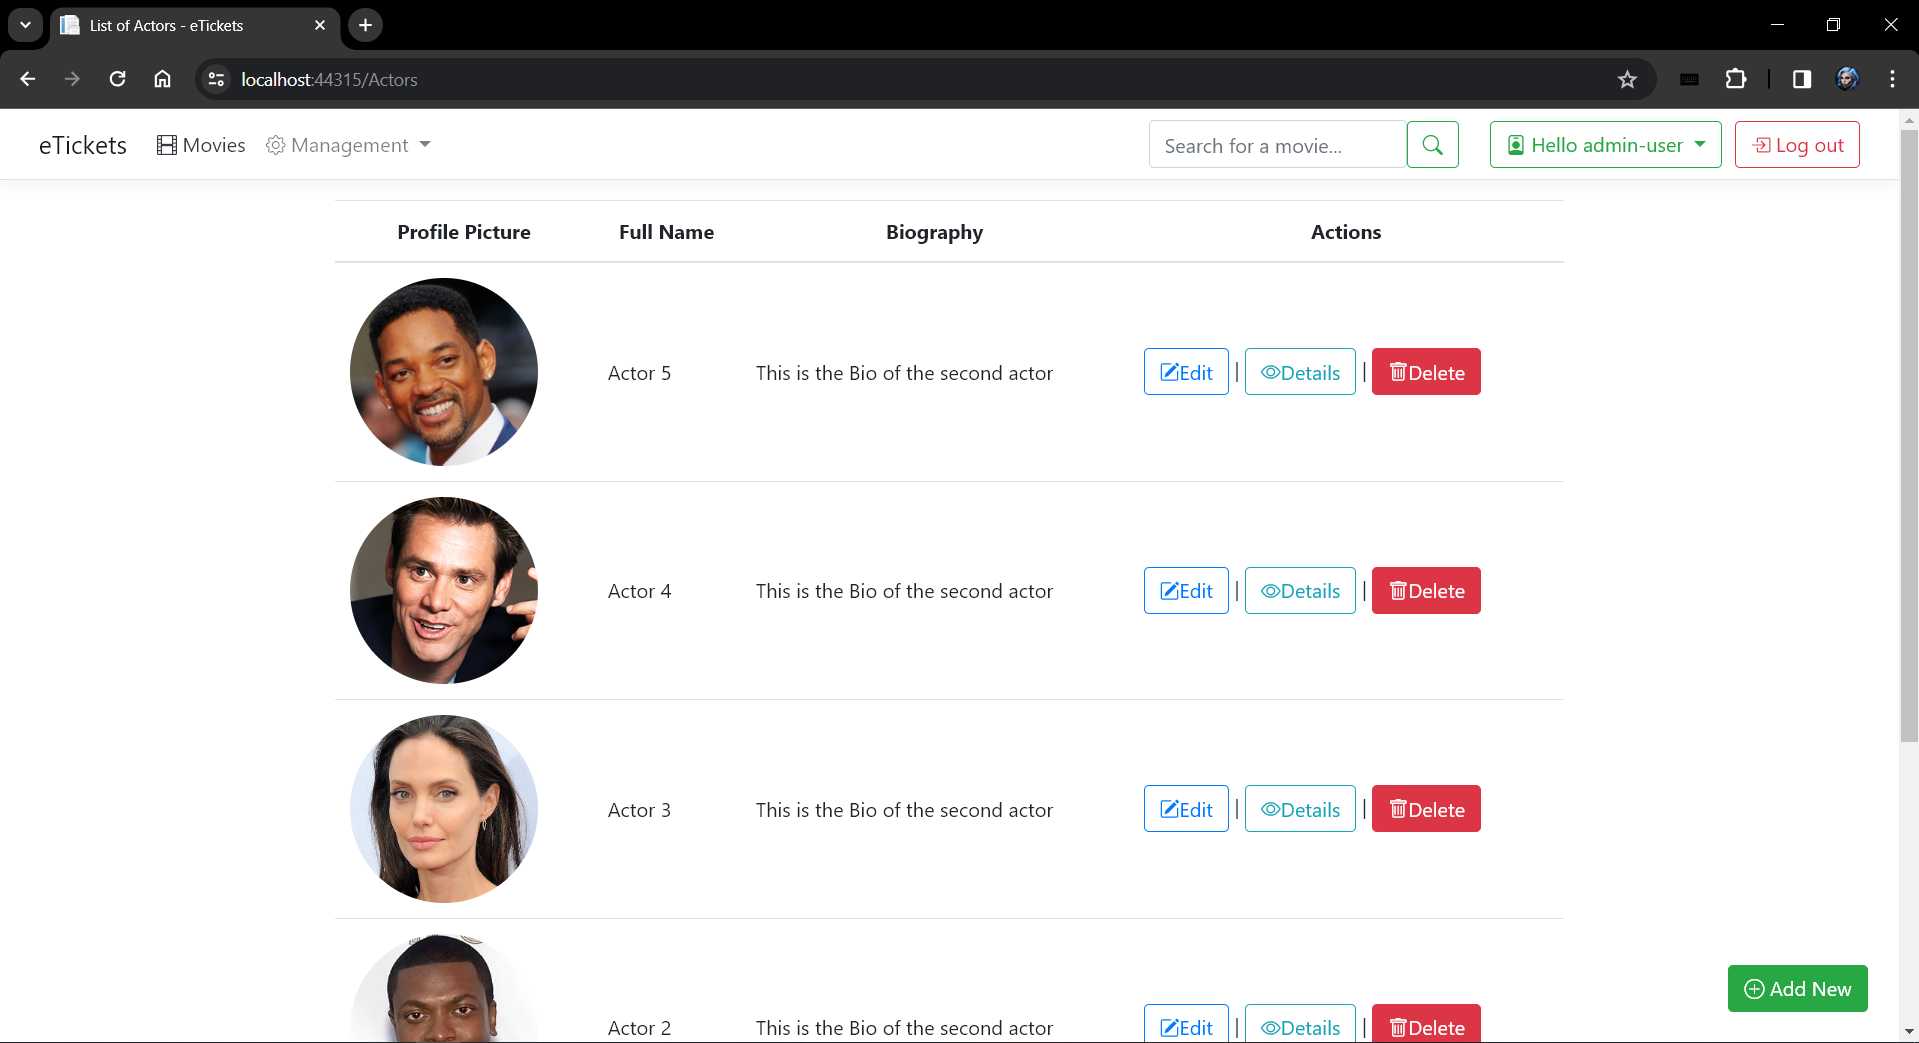 List of Actors - eTickets
localhost:44315/Actors
eTickets Movies Management Search for a movie... Hello admin-user Log out
Profile Picture Full Name Biography Actions
Actor 5 This is the Bio of the second actor Edit | Details | Delete
Actor 4 This is the Bio of the second actor Edit | Details | Delete
Actor 3 This is the Bio of the second actor Edit | Details | Delete
Add New
Actor 2 This is the Bio of the second actor Edit | Details | Delete